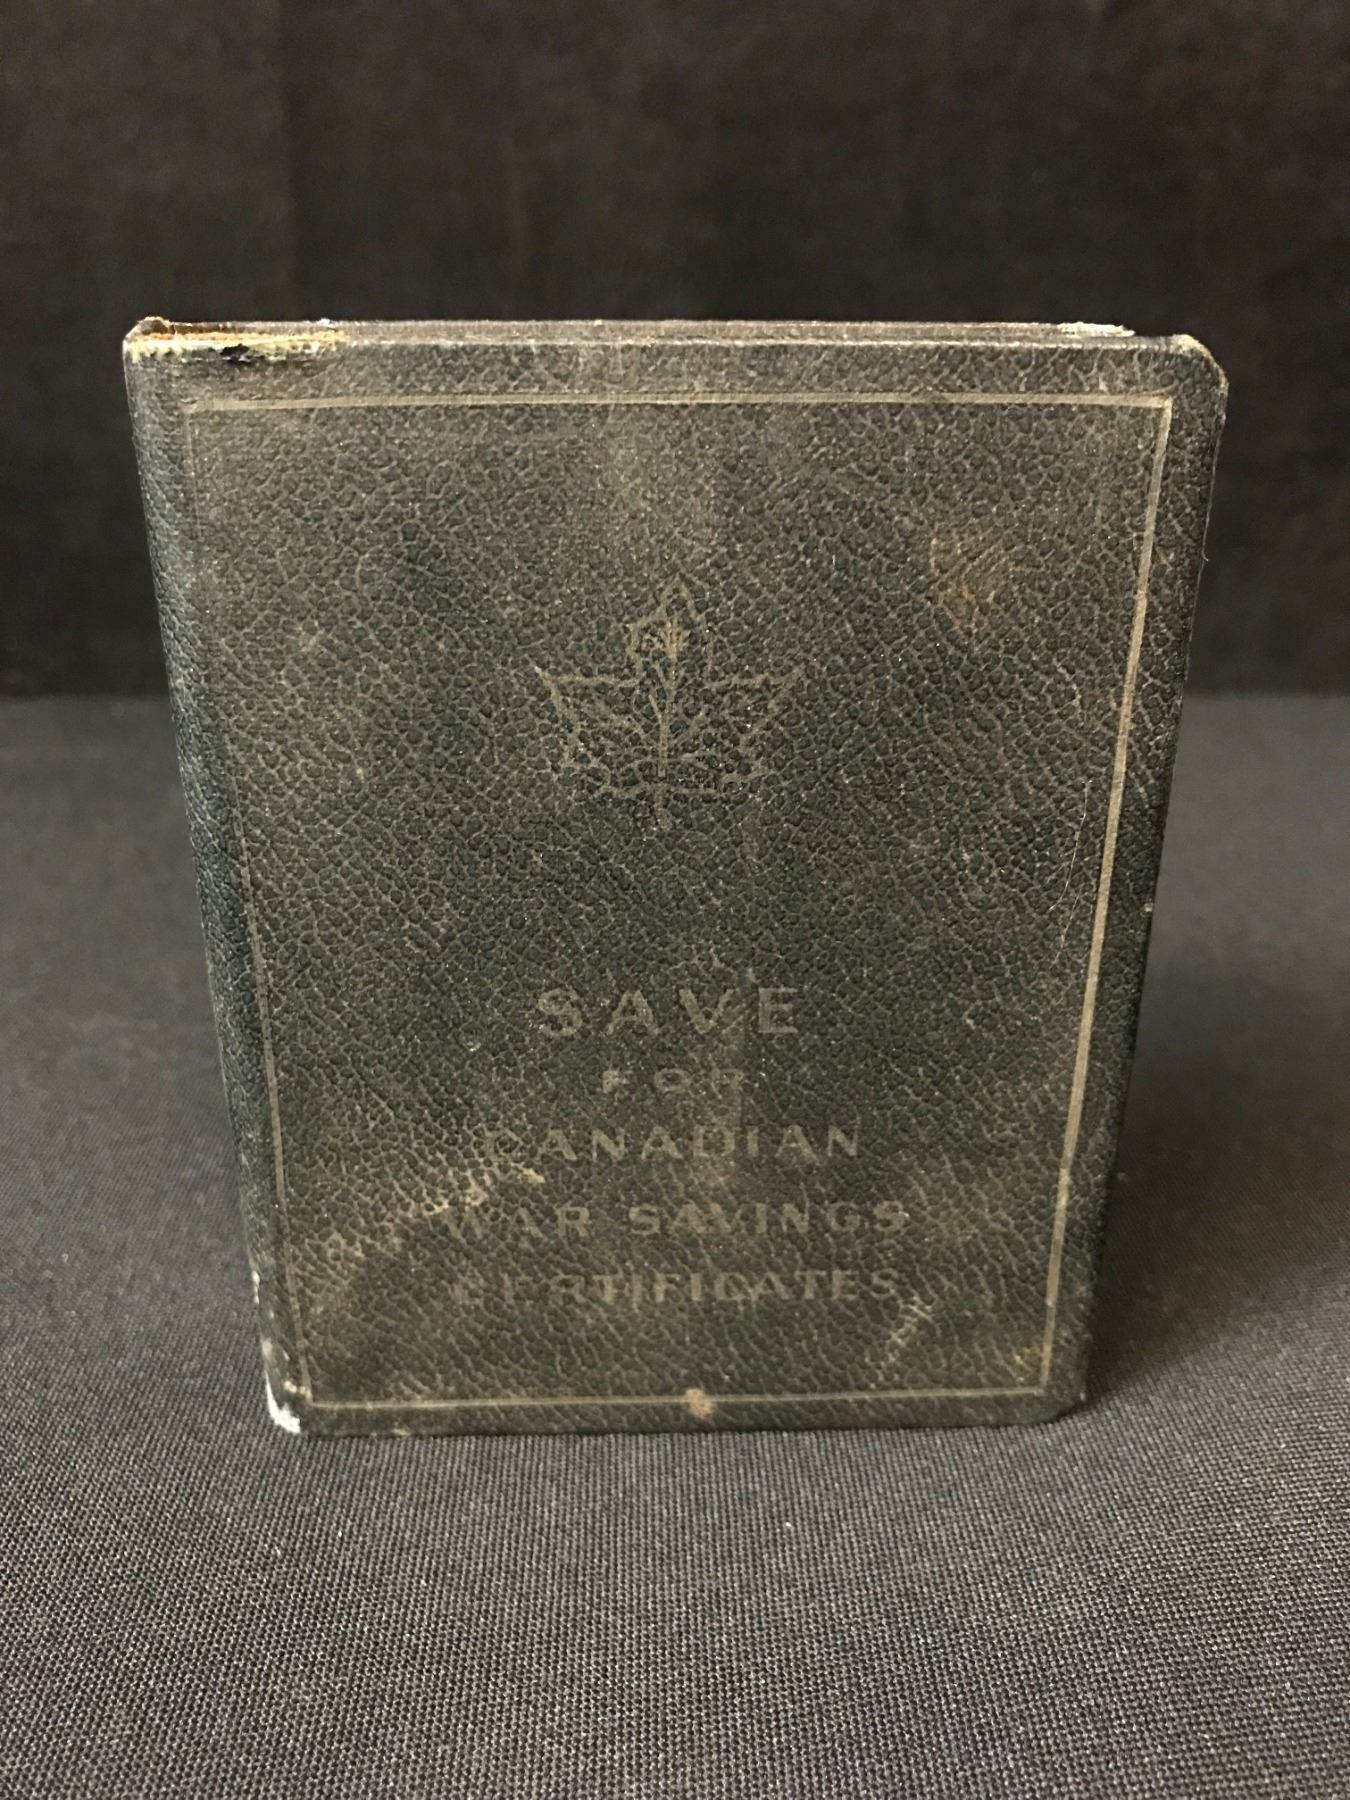 SAVE
FOR
CANADIAN
WAR SAVINGS
CERTIFICATES